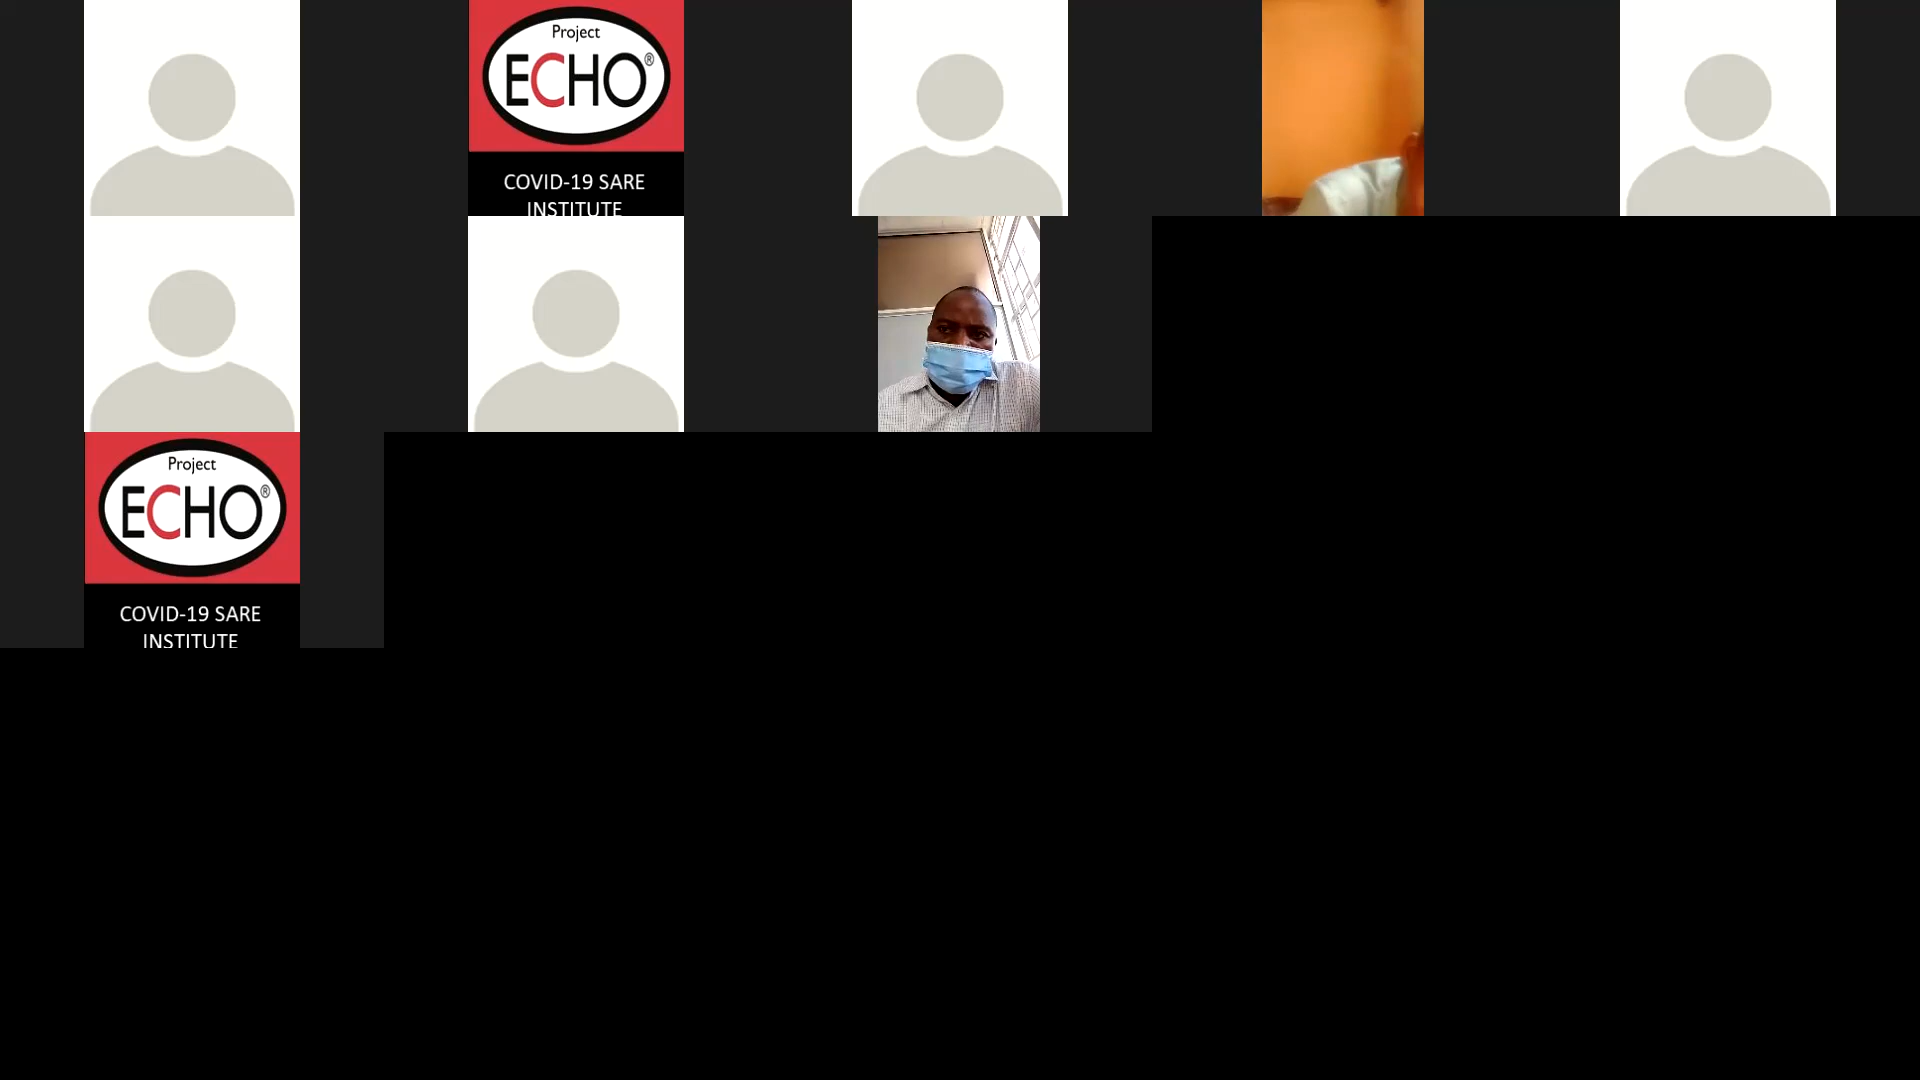 Project
ECHO®
COVID-19 SARE
INSTITUTE
Project
ECHO®
COVID-19 SARE
INSTITUTE